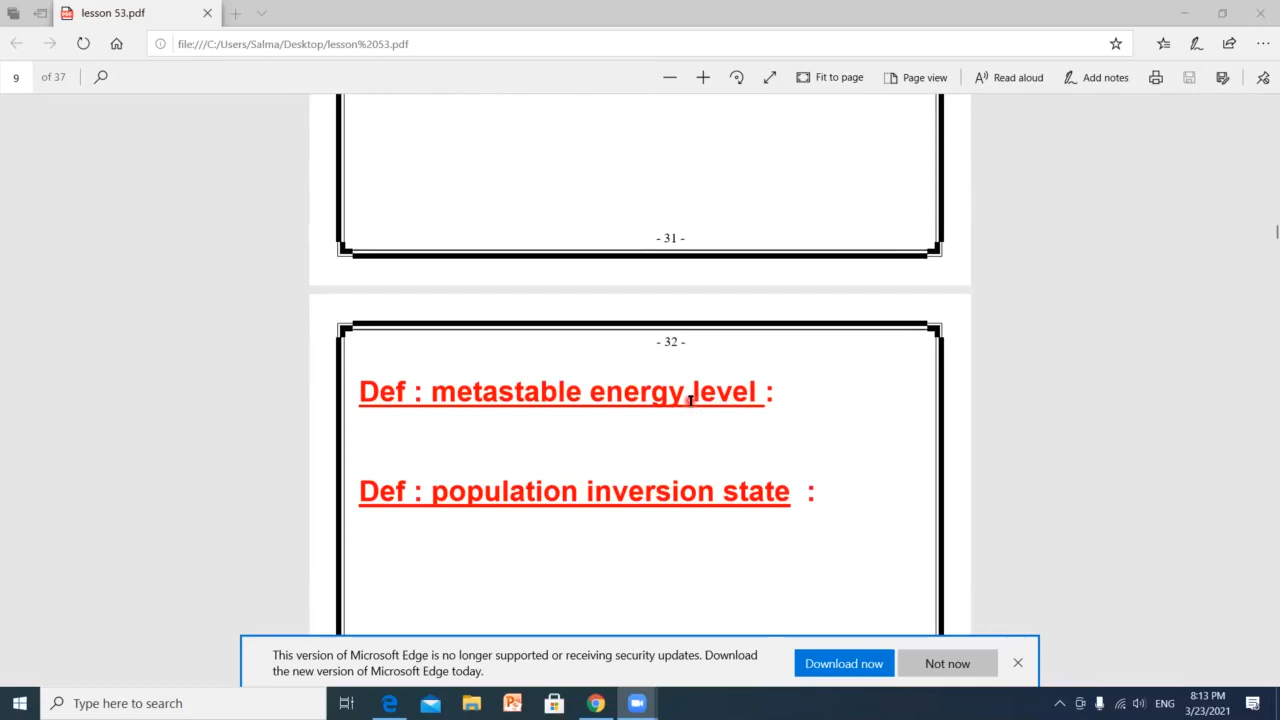 lesson 53.pdf
file:///C:/Users/Salma/Desktop/lesson%2053.pdf
9 of 37
Fit to page
Page view
Read aloud
Add notes
- 31 -
- 32 -
Def : metastable energy level :
Def : population inversion state :
This version of Microsoft Edge is no longer supported or receiving security updates. Download
the new version of Microsoft Edge today.
Download now
Not now
Type here to search
ENG
8:13 PM
3/23/2021